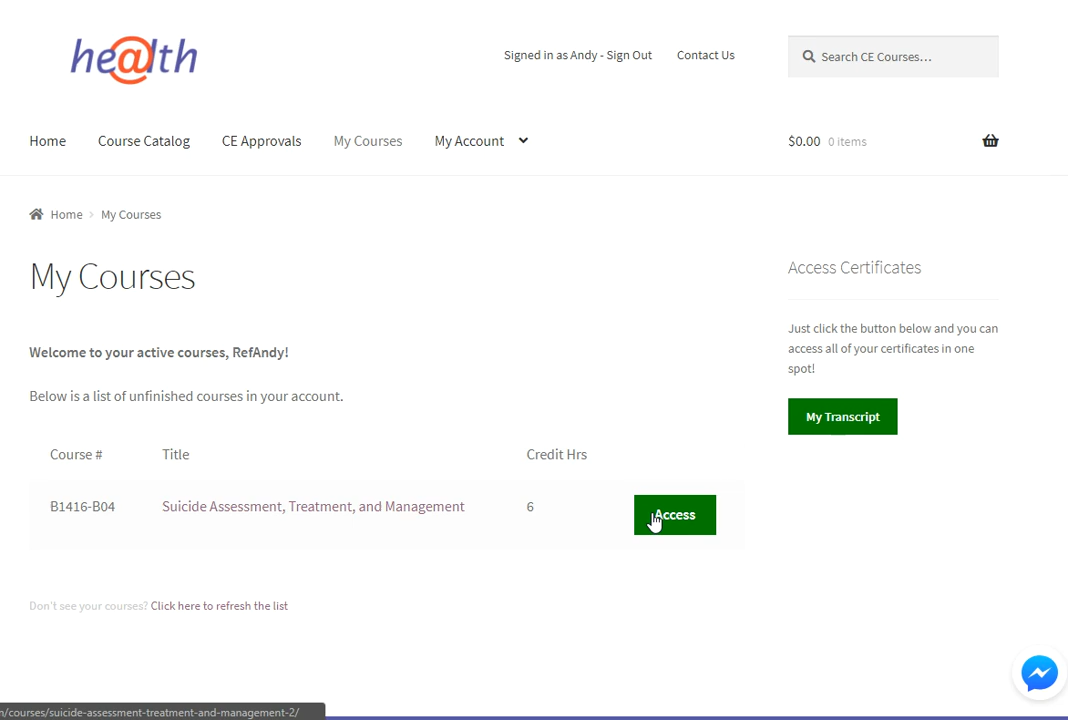 he@lth
Signed in as Andy - Sign Out Contact Us
Search CE Courses...
Home Course Catalog CE Approvals My Courses My Account
$0.00 0 items
Home My Courses
My Courses
Welcome to your active courses, RefAndy!
Below is a list of unfinished courses in your account.
Course # Title Credit Hrs
B1416-B04 Suicide Assessment, Treatment, and Management 6 Access
Don't see your courses? Click here to refresh the list
Access Certificates
Just click the button below and you can
access all of your certificates in one
spot!
My Transcript
/courses/suicide-assessment-treatment-and-management-2/